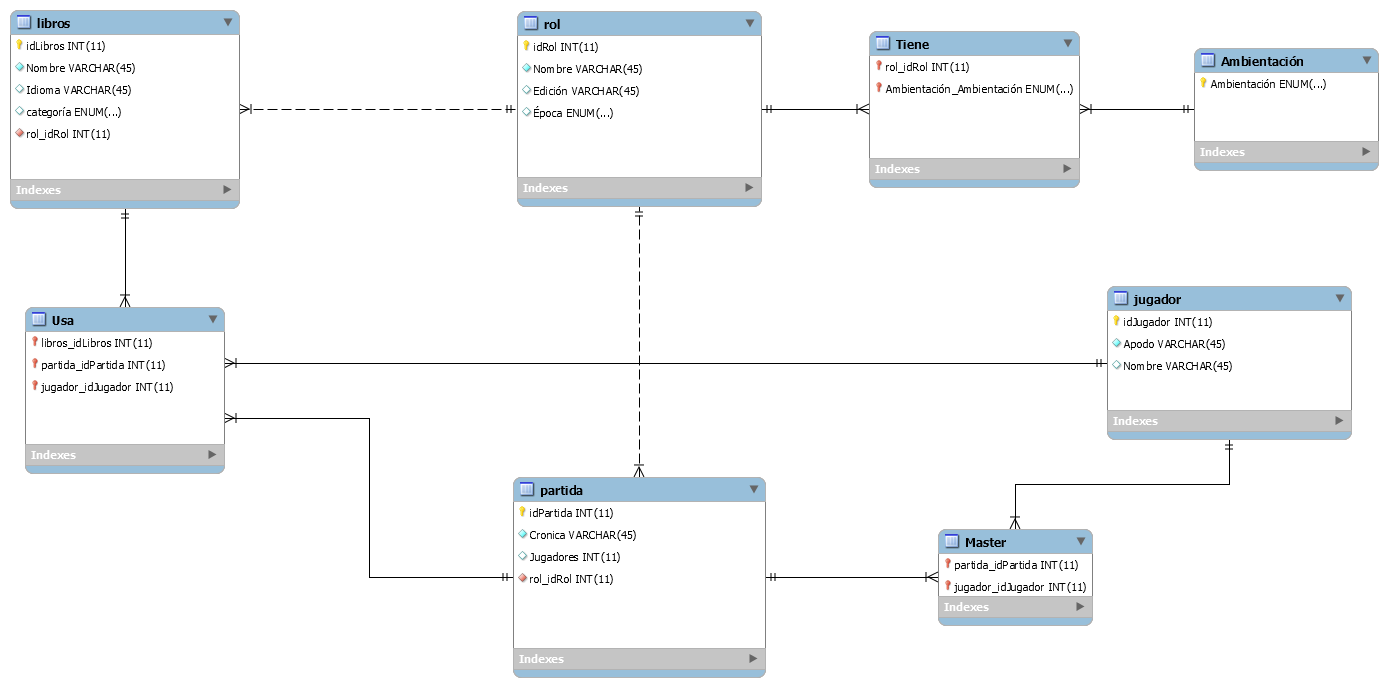 libros
idLibros INT(11)
Nombre VARCHAR(45)
Idioma VARCHAR(45)
categoría ENUM(...)
rol_idRol INT(11)
Indexes
rol
idRol INT(11)
Nombre VARCHAR(45)
Edición VARCHAR(45)
Época ENUM(...)
Indexes
Tiene
rol_idRol INT(11)
Ambientación_Ambientación ENUM(...)
Indexes
Ambientación
Ambientación ENUM(...)
Indexes
Usa
libros_idLibros INT(11)
partida_idPartida INT(11)
jugador_idJugador INT(11)
Indexes
jugador
idJugador INT(11)
Apodo VARCHAR(45)
Nombre VARCHAR(45)
Indexes
partida
idPartida INT(11)
Cronica VARCHAR(45)
Jugadores INT(11)
rol_idRol INT(11)
Indexes
Master
partida_idPartida INT(11)
jugador_idJugador INT(11)
Indexes